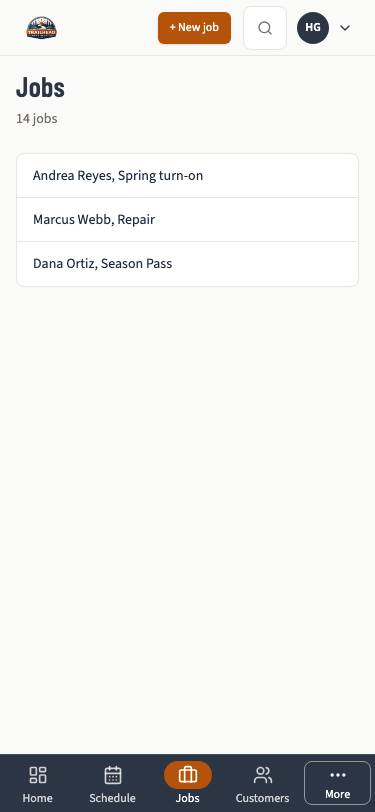 TRAILHEAD
+ New job
HG
Jobs
14 jobs
Andrea Reyes, Spring turn-on
Marcus Webb, Repair
Dana Ortiz, Season Pass
Home
Schedule
Jobs
Customers
More